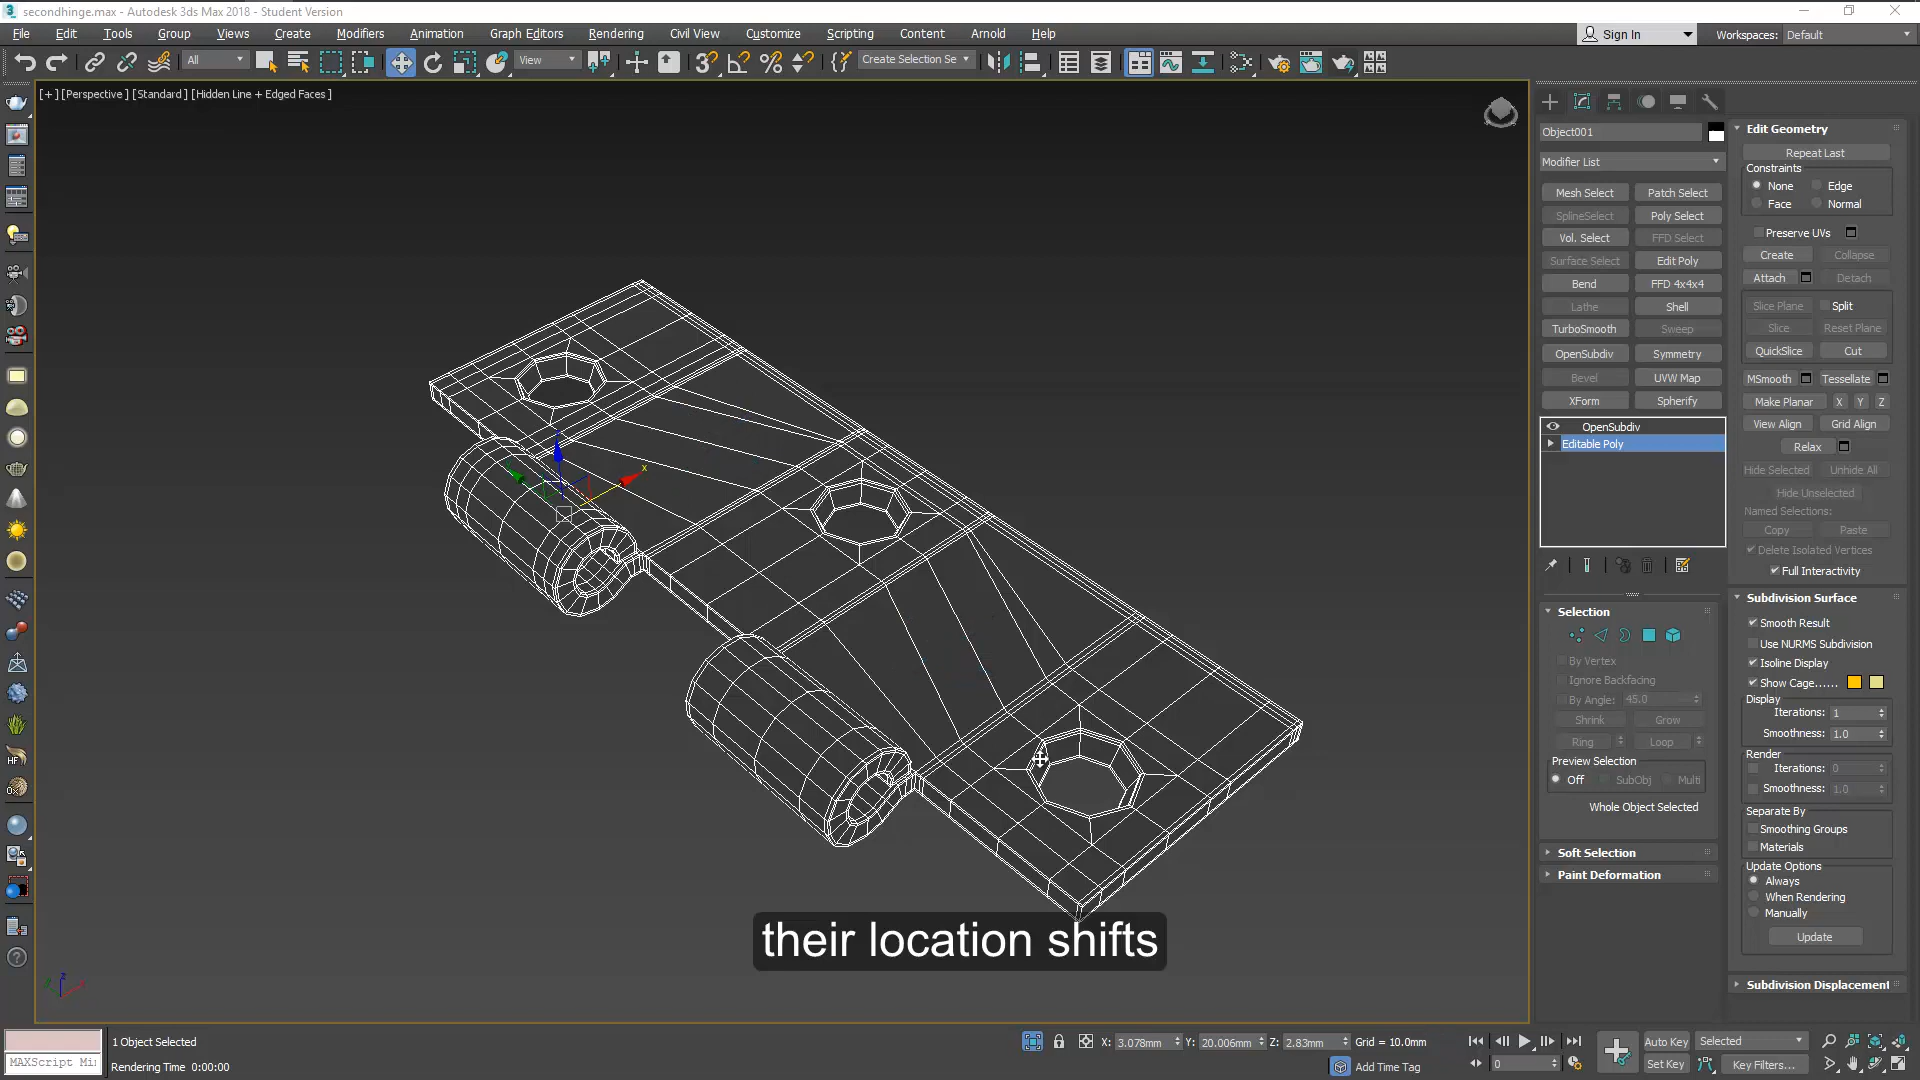 secondhinge.max - Autodesk 3ds Max 2018 - Student Version
File Edit Tools Group Views Create Modifiers Animation Graph Editors Rendering Civil View Customize Scripting Content Arnold Help
Sign In Workspaces: Default
All View Create Selection Se
[+] [Perspective] [Standard] [Hidden Line + Edged Faces]
Object001
Modifier List
Mesh Select Patch Select
SplineSelect Poly Select
Vol. Select FFD Select
Surface Select Edit Poly
Bend FFD 4x4x4
Lathe Shell
TurboSmooth Sweep
OpenSubdiv Symmetry
Bevel UVW Map
XForm Spherify
OpenSubdiv
Editable Poly
Selection
By Vertex
Ignore Backfacing
By Angle: 45.0
Shrink Grow
Ring Loop
Preview Selection
Off SubObj Multi
Whole Object Selected
Soft Selection
Paint Deformation
Edit Geometry
Repeat Last
Constraints
None Edge
Face Normal
Preserve UVs
Create Collapse
Attach Detach
Slice Plane Split
Slice Reset Plane
QuickSlice Cut
MSmooth Tessellate
Make Planar X Y Z
View Align Grid Align
Relax
Hide Selected Unhide All
Hide Unselected
Named Selections:
Copy Paste
Delete Isolated Vertices
Full Interactivity
Subdivision Surface
Smooth Result
Use NURMS Subdivision
Isoline Display
Show Cage......
Display
Iterations: 1
Smoothness: 1.0
Render
Iterations: 0
Smoothness: 1.0
Separate By
Smoothing Groups
Materials
Update Options
Always
When Rendering
Manually
Update
Subdivision Displacement
x
their location shifts
1 Object Selected
X: 3.078mm Y: 20.006mm Z: 2.83mm Grid = 10.0mm
Auto Key Selected
MAXScript Mi
Rendering Time 0:00:00
Add Time Tag
0
Set Key Key Filters...